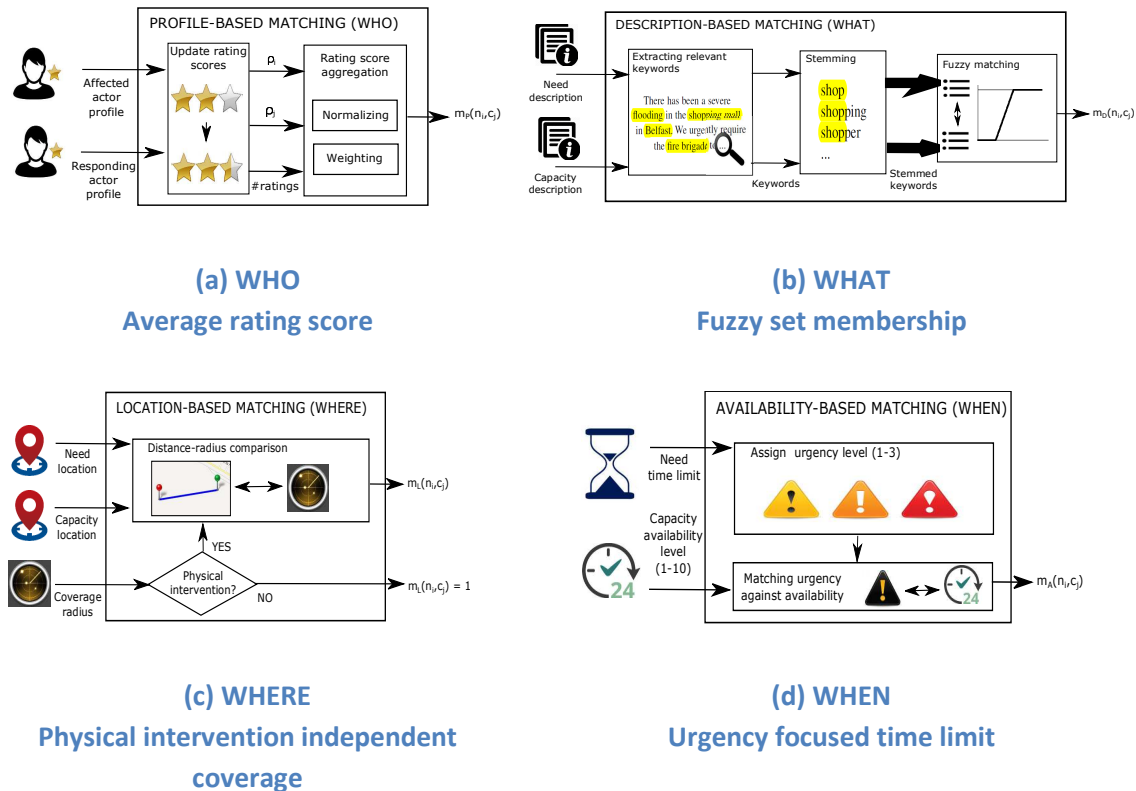 PROFILE-BASED MATCHING (WHO)
Affected
actor
profile
Responding
actor
profile
Update rating
scores
ρi
ρj
#ratings
Rating score
aggregation
Normalizing
Weighting
mP(ni,cj)
(a) WHO
Average rating score
DESCRIPTION-BASED MATCHING (WHAT)
Need
description
Capacity
description
Extracting relevant
keywords
There has been a severe
flooding in the shopping mall
in Belfast. We urgently require
the fire brigade to ...
Keywords
Stemming
shop
shopping
shopper
...
Stemmed
keywords
Fuzzy matching
mD(ni,cj)
(b) WHAT
Fuzzy set membership
LOCATION-BASED MATCHING (WHERE)
Need
location
Capacity
location
Coverage
radius
Distance-radius comparison
YES
Physical
intervention?
NO
mL(ni,cj)
mL(ni,cj) = 1
(c) WHERE
Physical intervention independent
coverage
AVAILABILITY-BASED MATCHING (WHEN)
Need
time limit
Capacity
availability
level
(1-10)
24
Assign urgency level (1-3)
Matching urgency
against availability
24
mA(ni,cj)
(d) WHEN
Urgency focused time limit